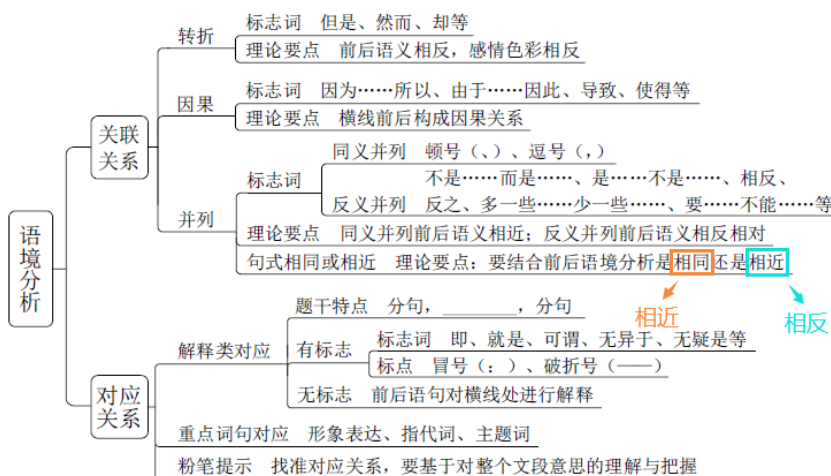 标志词 但是、然而、却等
转折
理论要点 前后语义相反，感情色彩相反
标志词 因为……所以、由于……因此、导致、使得等
因果
理论要点 横线前后构成因果关系
关联
关系
同义并列 顿号（、）、逗号（，）
标志词
不是……而是……、是……不是……、相反、
反义并列 反之、多一些……少一些……、要……不能……等
并列
理论要点 同义并列前后语义相近；反义并列前后语义相反相对
句式相同或相近 理论要点：要结合前后语境分析是相同还是相近
相近
相反
语境分析
题干特点 分句，________，分句
解释类对应
有标志
标志词 即、就是、可谓、无异于、无疑是等
标点 冒号（：）、破折号（——）
无标志 前后语句对横线处进行解释
对应
关系
重点词句对应 形象表达、指代词、主题词
粉笔提示 找准对应关系，要基于对整个文段意思的理解与把握